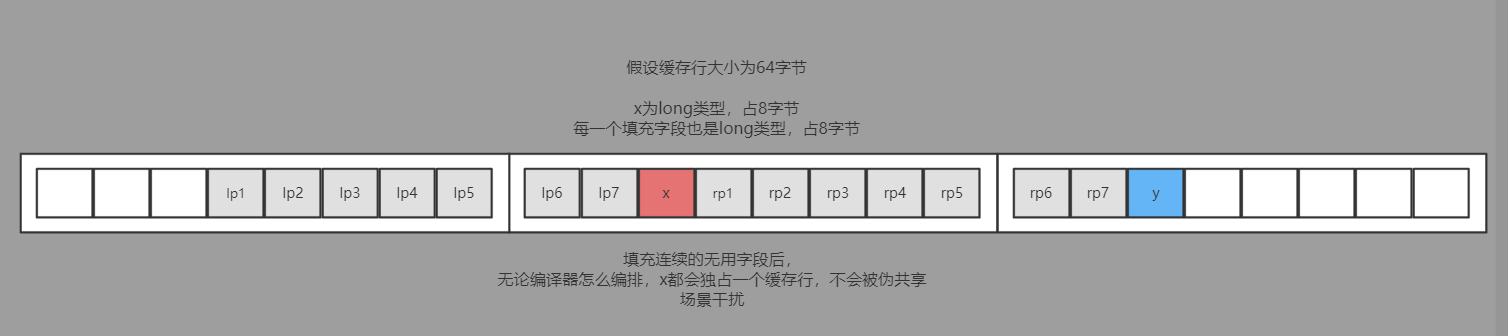 假设缓存行大小为64字节
x为long类型，占8字节
每一个填充字段也是long类型，占8字节
lp1 lp2 lp3 lp4 lp5 lp6 lp7 x rp1 rp2 rp3 rp4 rp5 rp6 rp7 y
填充连续的无用字段后，
无论编译器怎么编排，x都会独占一个缓存行，不会被伪共享
场景干扰